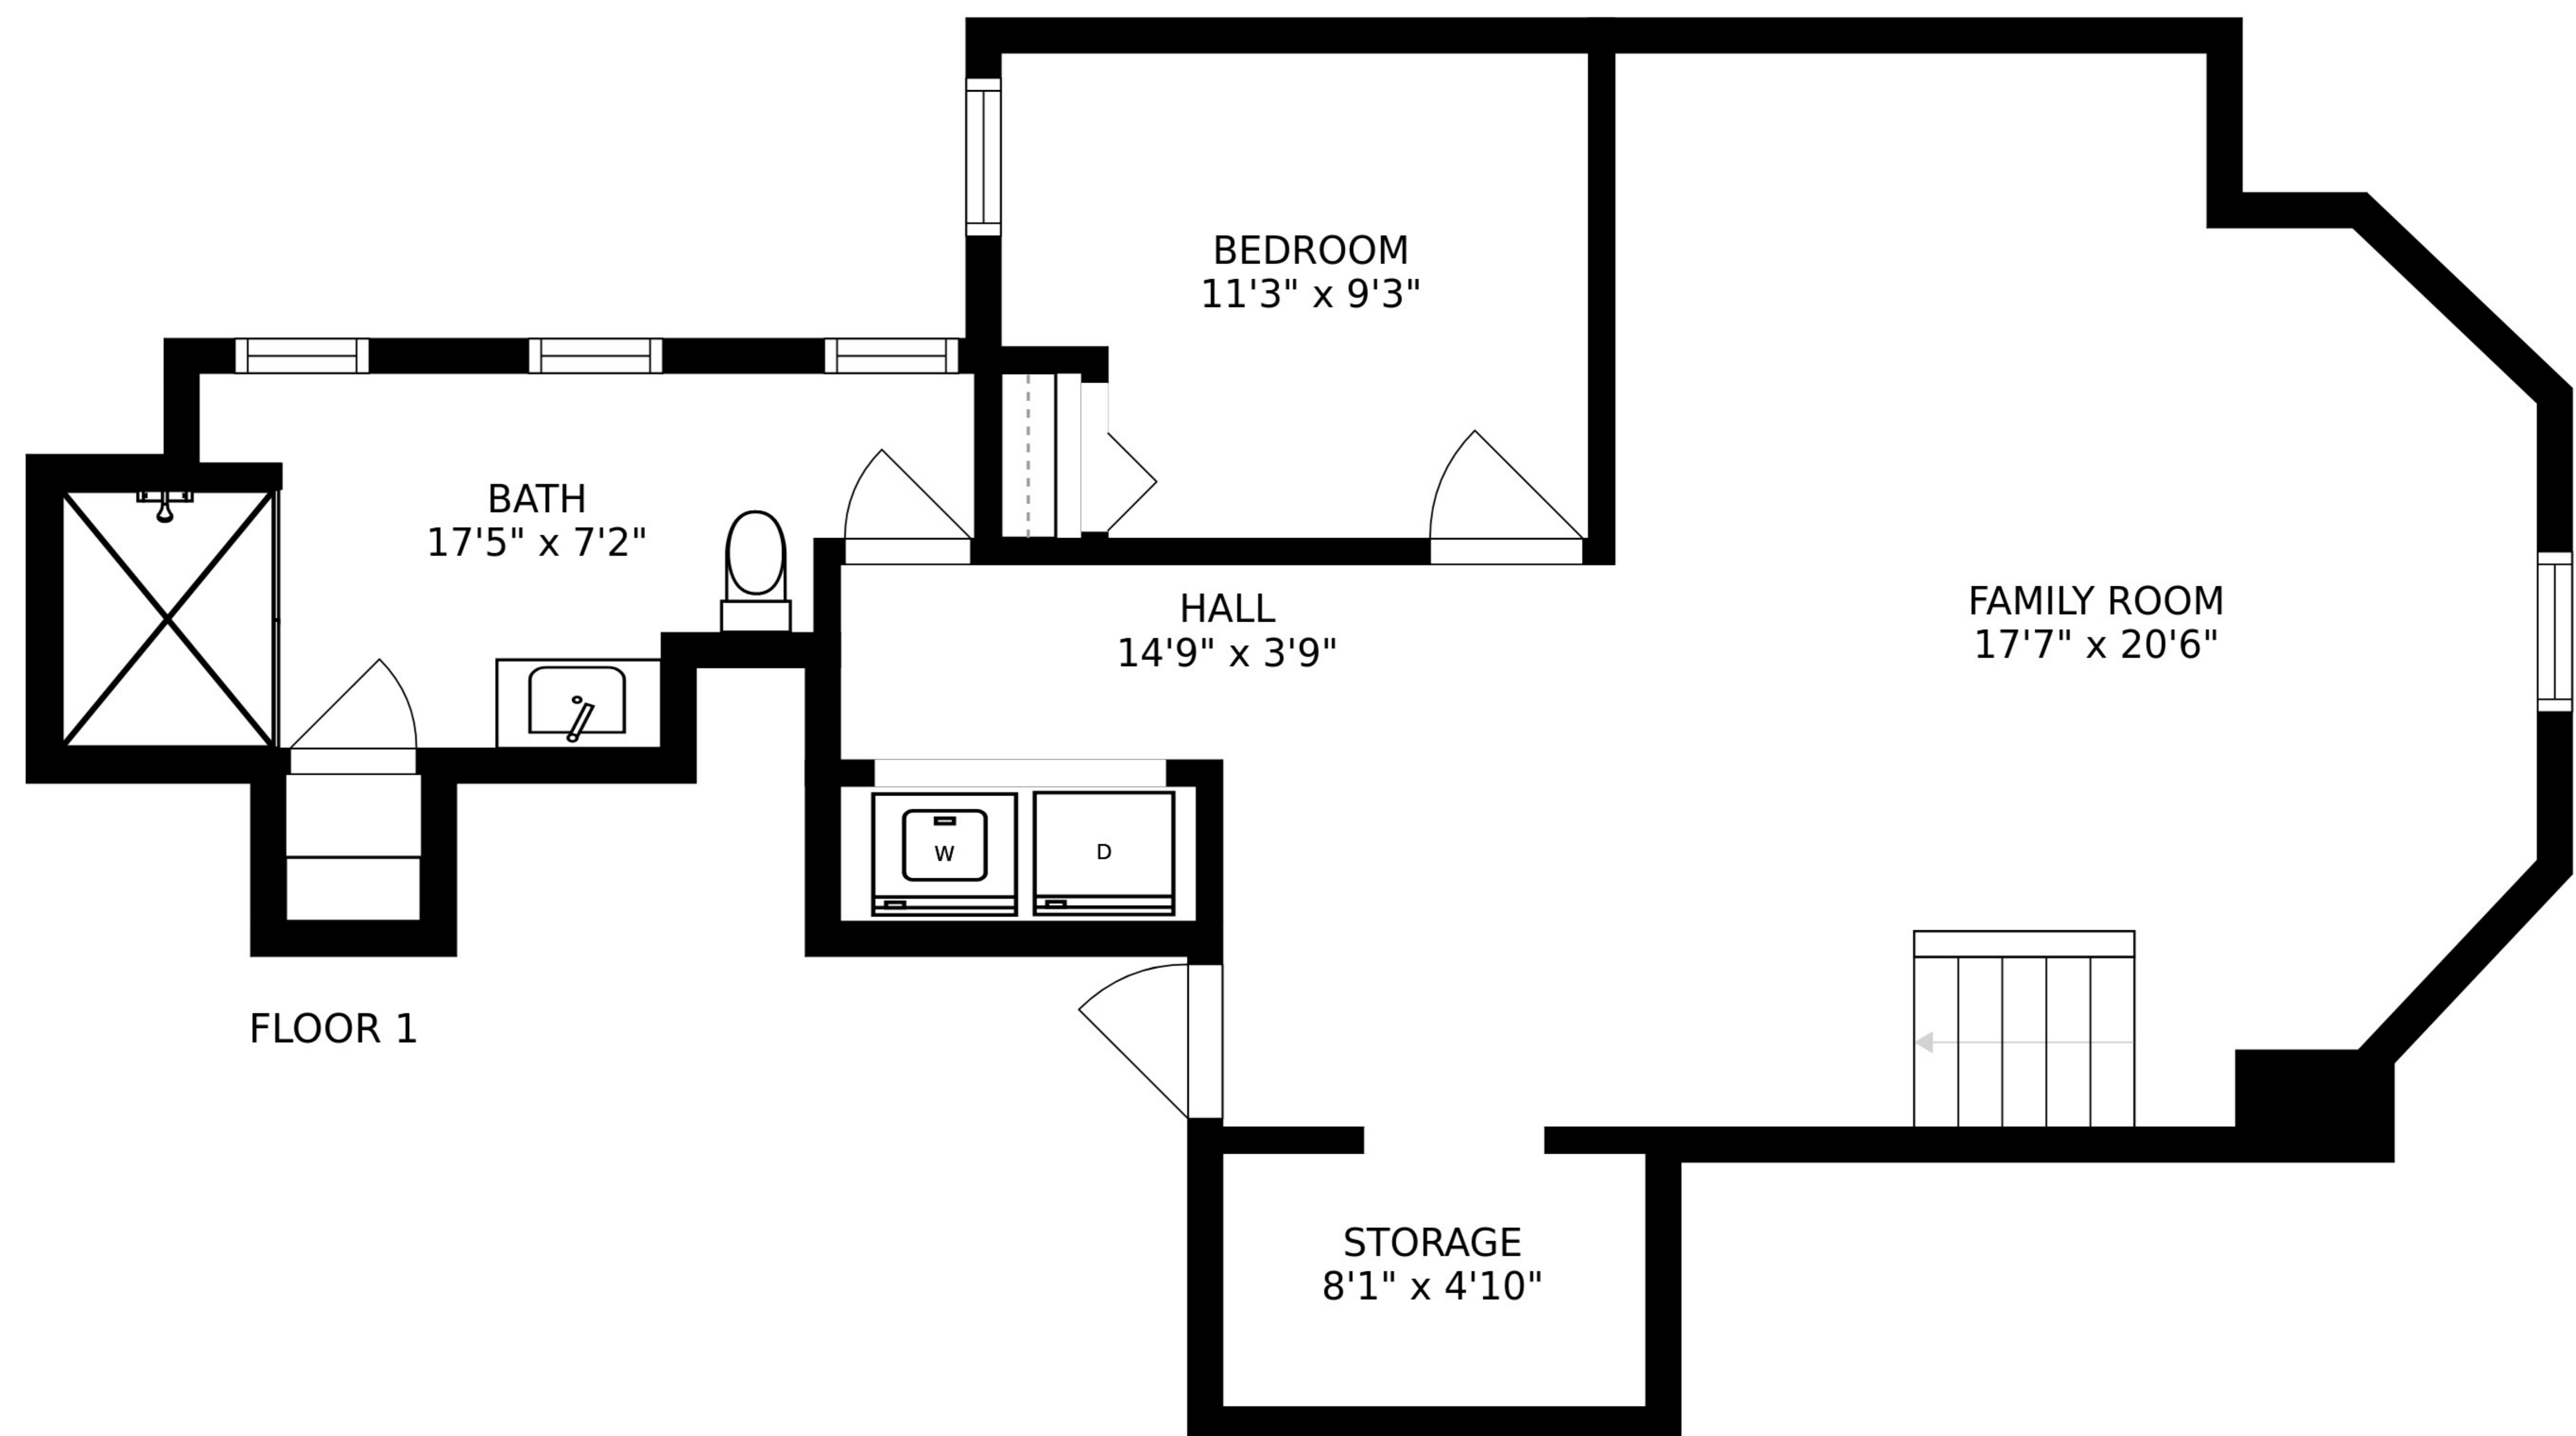 BEDROOM
11'3" x 9'3"
BATH
17'5" x 7'2"
HALL
14'9" x 3'9"
FAMILY ROOM
17'7" x 20'6"
W
D
FLOOR 1
STORAGE
8'1" x 4'10"